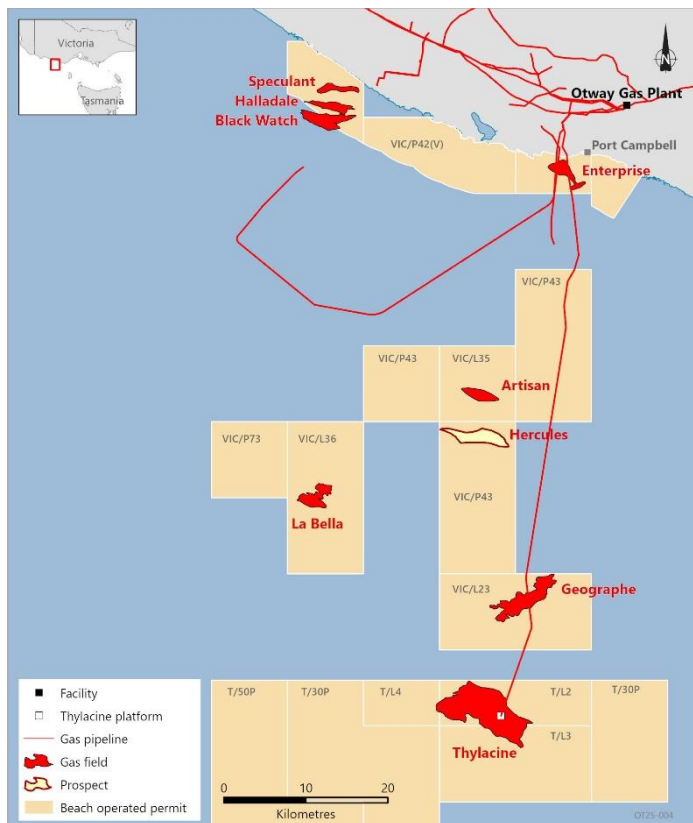 Victoria
Tasmania
N
Speculant
Halladale
Black Watch
Otway Gas Plant
VIC/P42(V)
Port Campbell
Enterprise
VIC/P43
VIC/P43
VIC/L35
Artisan
VIC/P73
VIC/L36
Hercules
VIC/P43
La Bella
VIC/L23
Geographe
T/50P
T/30P
T/L4
T/L2
T/30P
T/L3
Thylacine
Facility
Thylacine platform
Gas pipeline
Gas field
Prospect
Beach operated permit
0 10 20
Kilometres
OT25-004